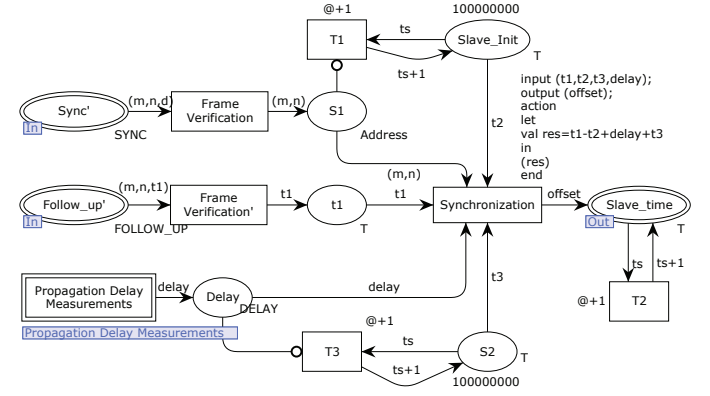 @+1
100000000
T1
ts
Slave_Init
T
ts+1
input (t1,t2,t3,delay);
output (offset);
action
let
val res=t1-t2+delay+t3
in
(res)
end
Sync'
In
(m,n,d)
SYNC
Frame
Verification
(m,n)
S1
Address
t2
(m,n)
Follow_up'
In
(m,n,t1)
FOLLOW_UP
Frame
Verification'
t1
t1
T
t1
Synchronization
offset
Slave_time
Out
T
ts
ts+1
@+1
T2
Propagation Delay
Measurements
Propagation Delay Measurements
delay
Delay
DELAY
delay
t3
@+1
T3
ts
ts+1
S2
T
100000000